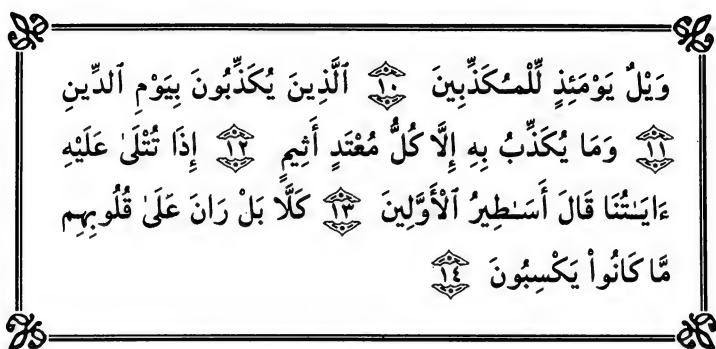 وَيْلٌ يَوْمَئِذٍ لِّلْمُكَذِّبِينَ ١٠ ٱلَّذِينَ يُكَذِّبُونَ بِيَوْمِ ٱلدِّينِ
١١ وَمَا يُكَذِّبُ بِهِ إِلَّا كُلُّ مُعْتَدٍ أَثِيمٍ ١٢ إِذَا تُتْلَىٰ عَلَيْهِ
ءَايَـٰتُنَا قَالَ أَسَـٰطِيرُ ٱلْأَوَّلِينَ ١٣ كَلَّا بَلْ رَانَ عَلَىٰ قُلُوبِهِم
مَّا كَانُوا۟ يَكْسِبُونَ ١٤